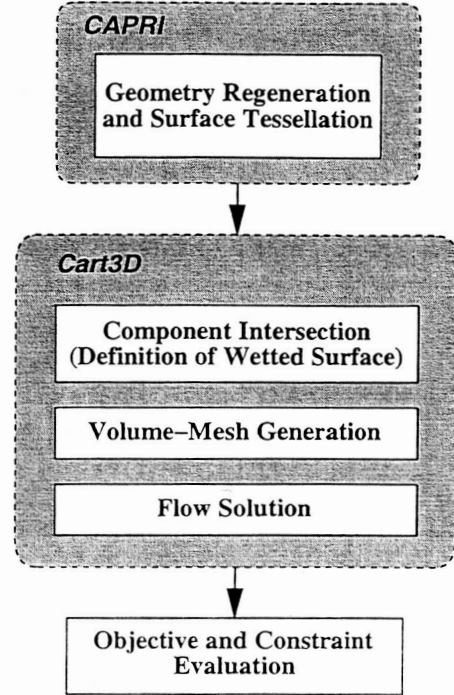 CAPRI
Geometry Regeneration
and Surface Tessellation
Cart3D
Component Intersection
(Definition of Wetted Surface)
Volume–Mesh Generation
Flow Solution
Objective and Constraint
Evaluation